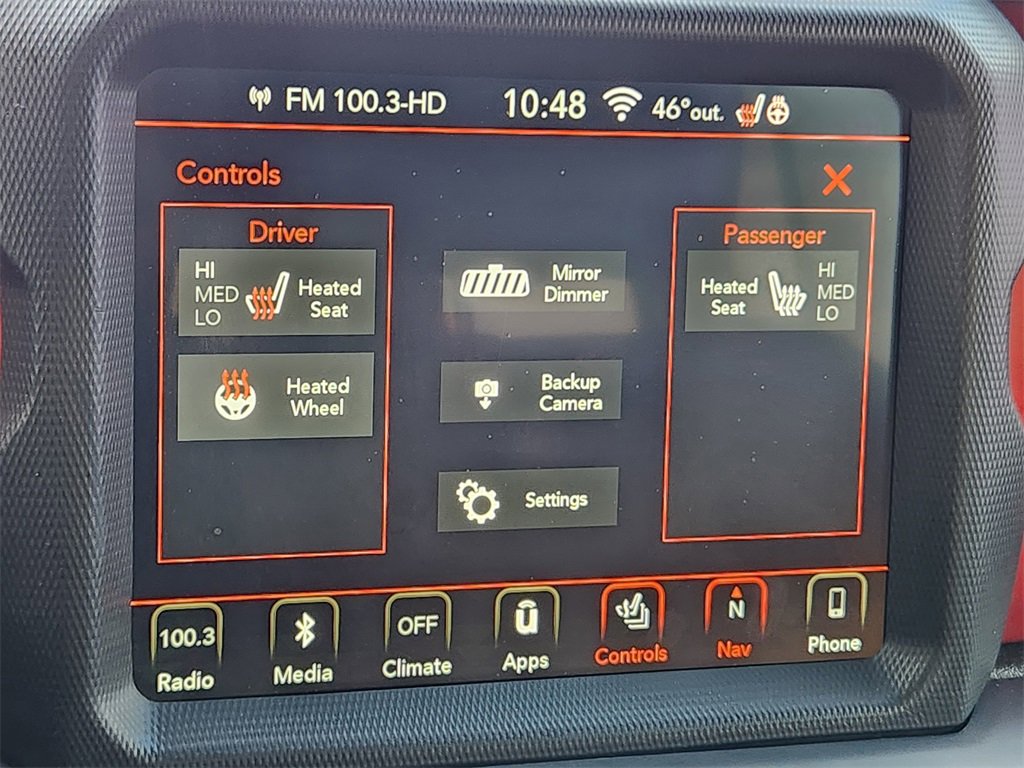 FM 100.3-HD 10:48 46°out.
Controls
Driver
HI
MED
LO
Heated
Seat
Heated
Wheel
Mirror
Dimmer
Backup
Camera
Settings
Passenger
Heated
Seat
HI
MED
LO
100.3
Radio
Media
OFF
Climate
Apps
Controls
N
Nav
Phone